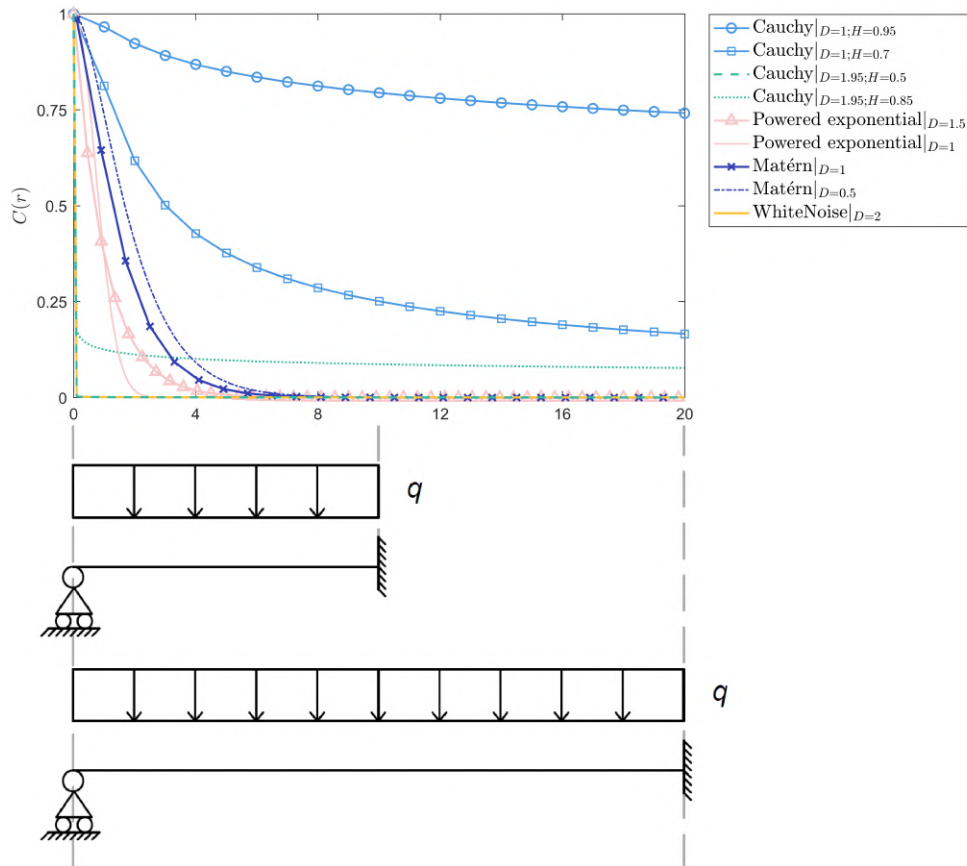 1
0.75
0.5
0.25
0
C(r)
0 4 8 12 16 20
Cauchy|D=1;H=0.95
Cauchy|D=1;H=0.7
Cauchy|D=1.95;H=0.5
Cauchy|D=1.95;H=0.85
Powered exponential|D=1.5
Powered exponential|D=1
Matérn|D=1
Matérn|D=0.5
WhiteNoise|D=2
q
q